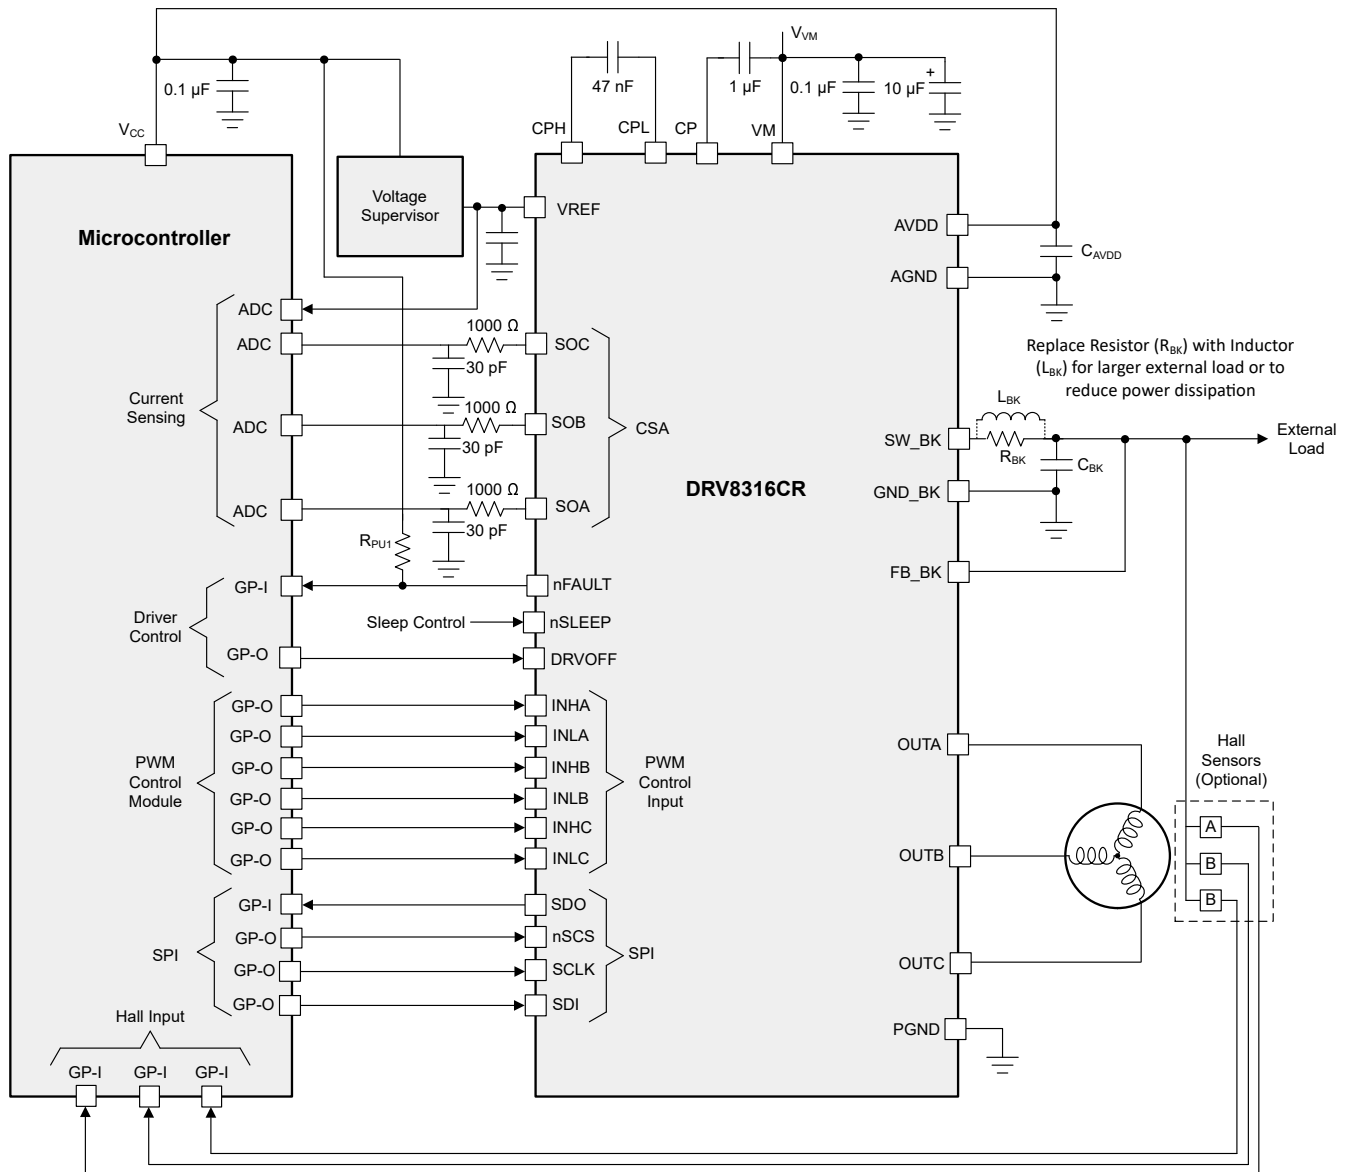 V_VM
0.1 µF
47 nF
1 µF
0.1 µF
+
10 µF
V_CC
CPH
CPL
CP
VM
Voltage
Supervisor
VREF
Microcontroller
AVDD
C_AVDD
AGND
ADC
1000 Ω
ADC
SOC
30 pF
Replace Resistor (R_BK) with Inductor
(L_BK) for larger external load or to
reduce power dissipation
Current
Sensing
1000 Ω
ADC
SOB
30 pF
CSA
L_BK
SW_BK
R_BK
C_BK
External
Load
DRV8316CR
GND_BK
1000 Ω
ADC
SOA
30 pF
R_PU1
FB_BK
GP-I
nFAULT
Driver
Control
Sleep Control
nSLEEP
GP-O
DRVOFF
GP-O
INHA
GP-O
INLA
PWM
Control
Module
GP-O
INHB
PWM
Control
Input
GP-O
INLB
GP-O
INHC
GP-O
INLC
OUTA
Hall
Sensors
(Optional)
A
B
B
OUTB
GP-I
SDO
GP-O
nSCS
SPI
SPI
GP-O
SCLK
GP-O
SDI
OUTC
PGND
Hall Input
GP-I
GP-I
GP-I